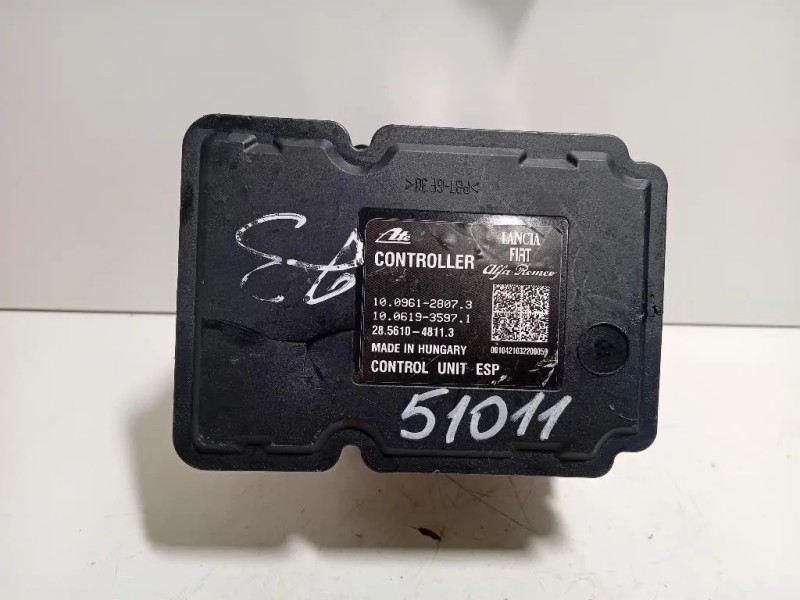 >PBT-GF30<
Ate
LANCIA
FIAT
Alfa Romeo
CONTROLLER
10.0961-2807.3
10.0619-3597.1
28.5610-4811.3
MADE IN HUNGARY
CONTROL UNIT ESP
51011